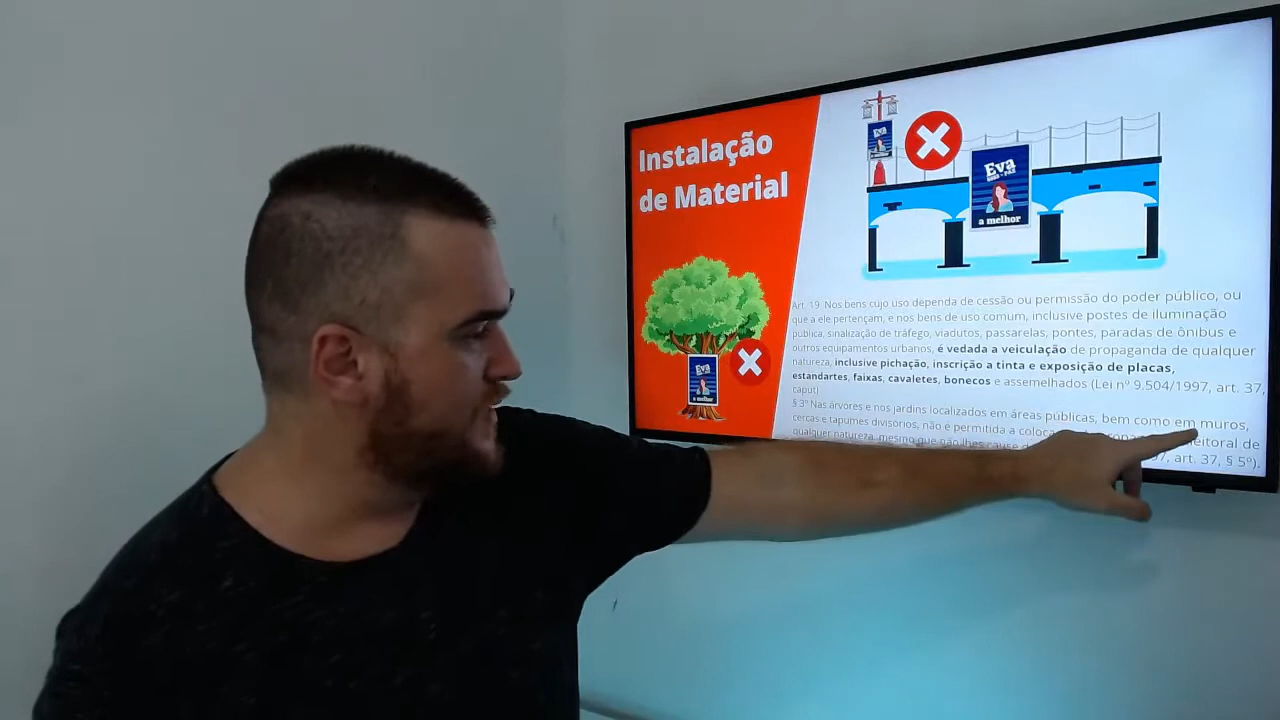 Instalação
de Material
Eva
a melhor
Eva
a melhor
Eva
Art. 19. Nos bens cujo uso dependa de cessão ou permissão do poder público, ou
que a ele pertençam, e nos bens de uso comum, inclusive postes de iluminação
pública, sinalização de tráfego, viadutos, passarelas, pontes, paradas de ônibus e
outros equipamentos urbanos, é vedada a veiculação de propaganda de qualquer
natureza, inclusive pichação, inscrição a tinta e exposição de placas,
estandartes, faixas, cavaletes, bonecos e assemelhados (Lei nº 9.504/1997, art. 37,
caput)
§ 3º Nas árvores e nos jardins localizados em áreas públicas, bem como em muros,
cercas e tapumes divisórios, não é permitida a eitoral de
qualquer natureza, mesmo que não lhes cause art. 37, § 5º).